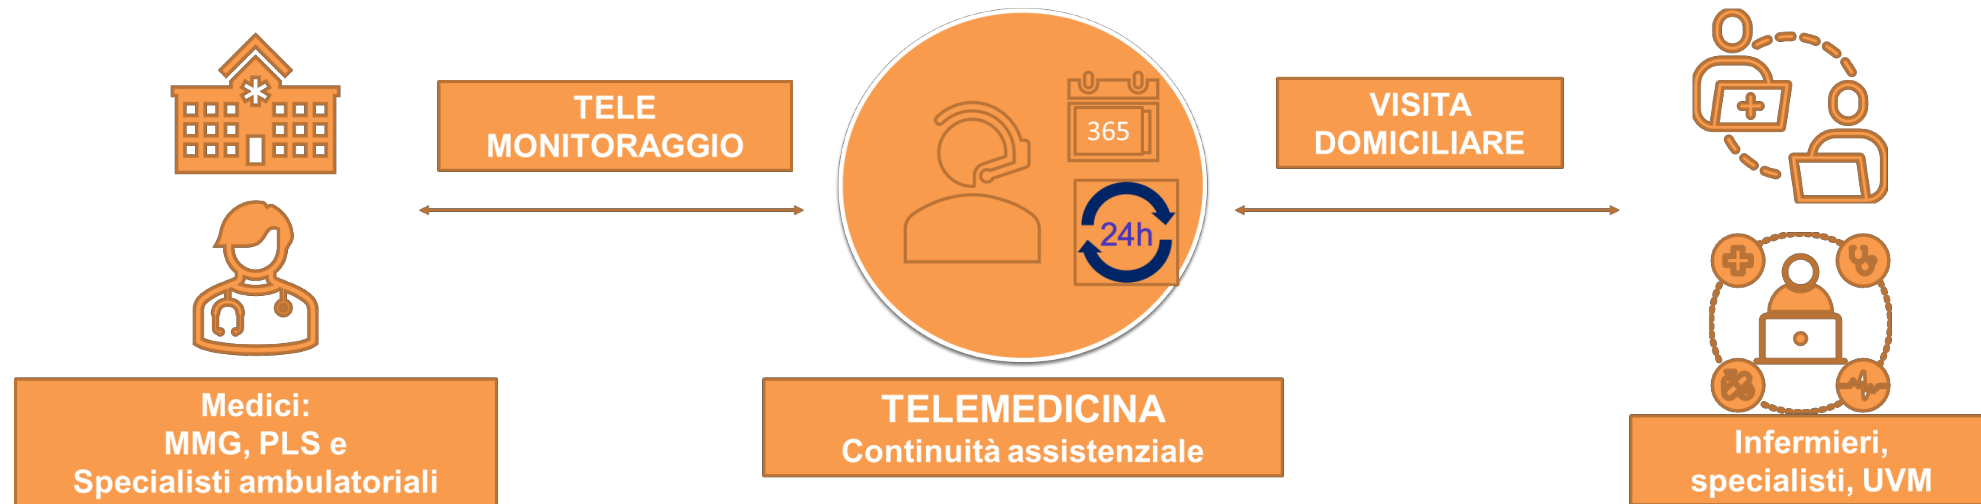 TELE
MONITORAGGIO
365
24h
VISITA
DOMICILIARE
Medici:
MMG, PLS e
Specialisti ambulatoriali
TELEMEDICINA
Continuità assistenziale
Infermieri,
specialisti, UVM